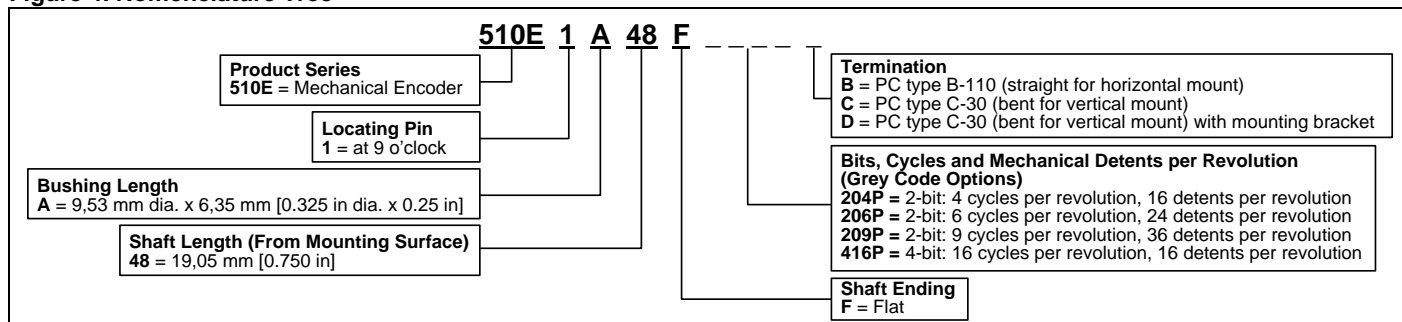 510E 1 A 48 F _ _ _ _ _
Product Series
510E = Mechanical Encoder
Locating Pin
1 = at 9 o'clock
Bushing Length
A = 9,53 mm dia. x 6,35 mm [0.325 in dia. x 0.25 in]
Shaft Length (From Mounting Surface)
48 = 19,05 mm [0.750 in]
Termination
B = PC type B-110 (straight for horizontal mount)
C = PC type C-30 (bent for vertical mount)
D = PC type C-30 (bent for vertical mount) with mounting bracket
Bits, Cycles and Mechanical Detents per Revolution
(Grey Code Options)
204P = 2-bit: 4 cycles per revolution, 16 detents per revolution
206P = 2-bit: 6 cycles per revolution, 24 detents per revolution
209P = 2-bit: 9 cycles per revolution, 36 detents per revolution
416P = 4-bit: 16 cycles per revolution, 16 detents per revolution
Shaft Ending
F = Flat